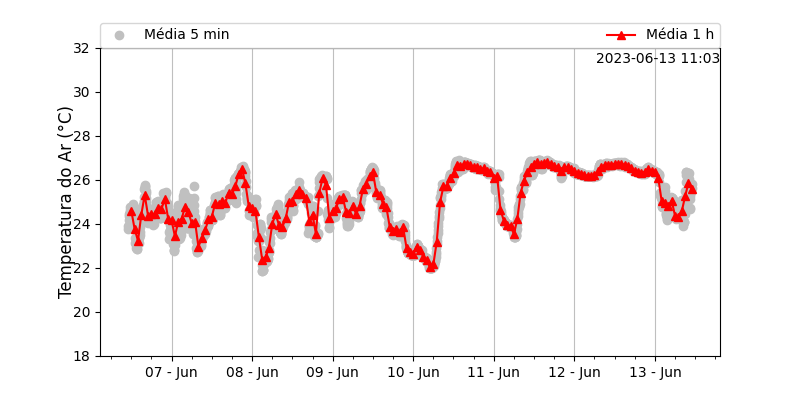 Média 5 min
Média 1 h
2023-06-13 11:03
Temperatura do Ar (°C)
32
30
28
26
24
22
20
18
07 - Jun
08 - Jun
09 - Jun
10 - Jun
11 - Jun
12 - Jun
13 - Jun